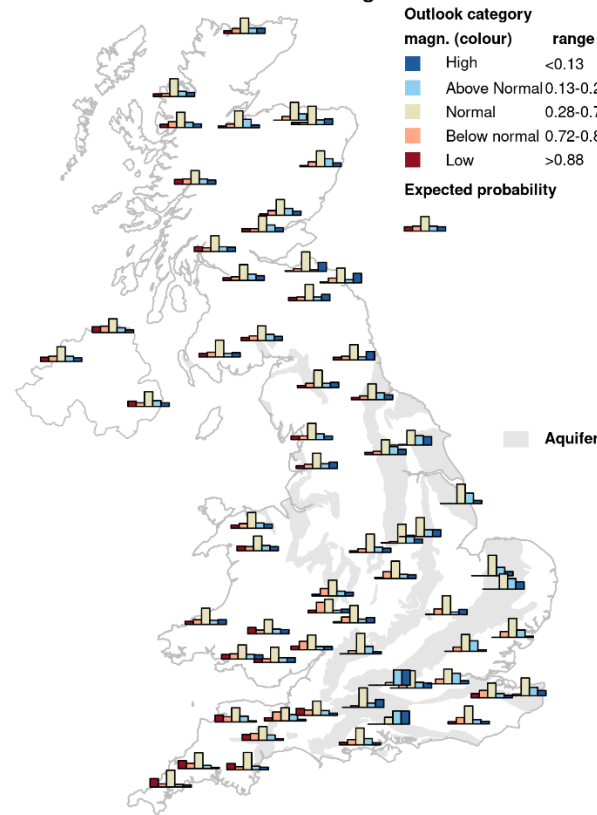 Outlook category
magn. (colour) range
High <0.13
Above Normal 0.13-0.2
Normal 0.28-0.7
Below normal 0.72-0.8
Low >0.88
Expected probability
Aquifer